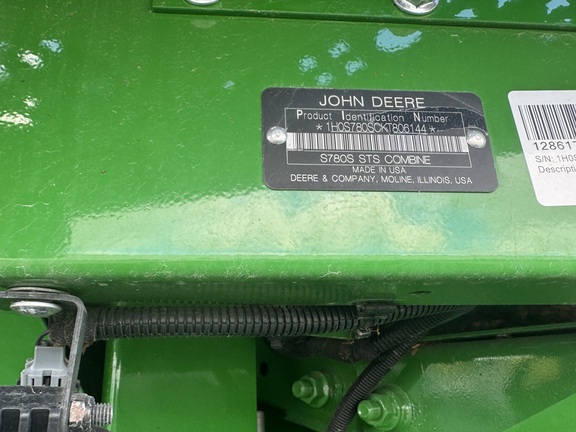 JOHN DEERE
Product Identification Number
*1H0S780SCKT806144*
S780S STS COMBINE
MADE IN USA
DEERE & COMPANY, MOLINE, ILLINOIS, USA
12861
S/N: 1H0S
Descripti